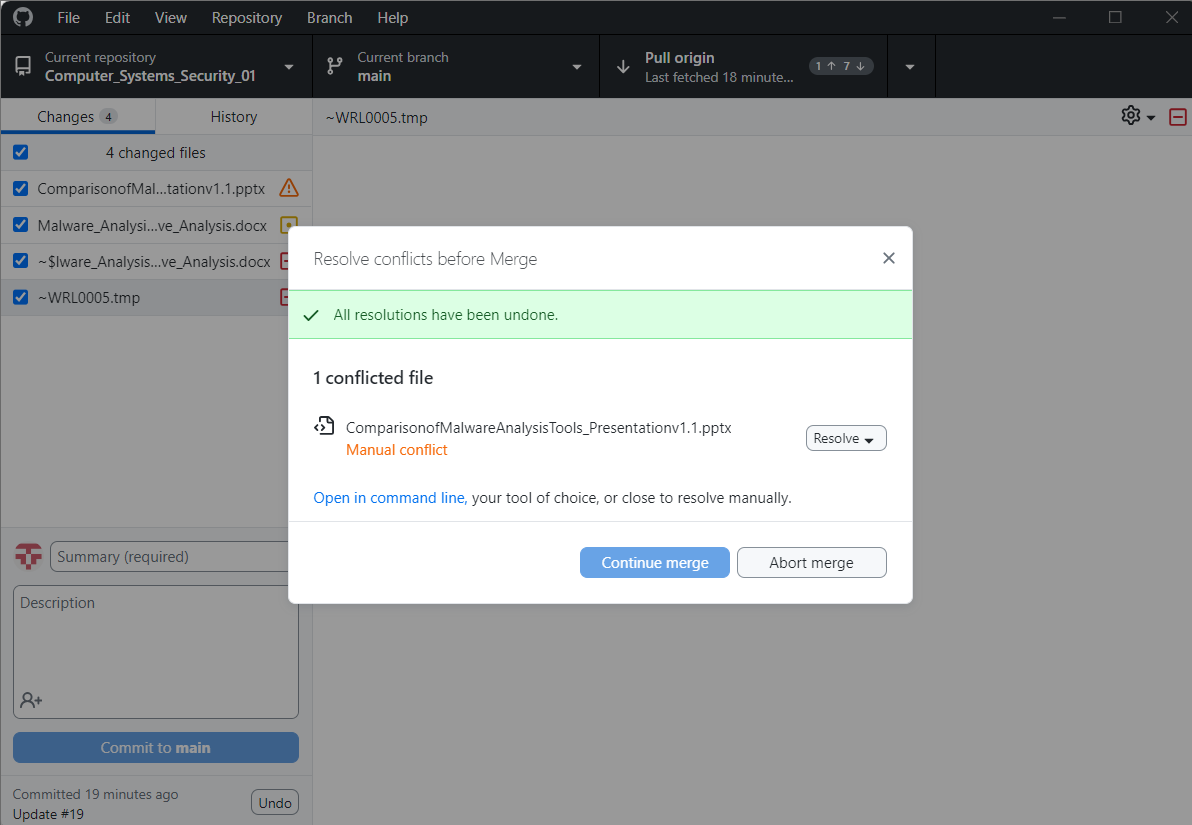 File Edit View Repository Branch Help
Current repository
Computer_Systems_Security_01
Current branch
main
Pull origin
Last fetched 18 minute...
1 ↑ 7 ↓
Changes 4
History
~WRL0005.tmp
4 changed files
ComparisonofMal...tationv1.1.pptx
Malware_Analysi...ve_Analysis.docx
~$lware_Analysis...ve_Analysis.docx
~WRL0005.tmp
Resolve conflicts before Merge
All resolutions have been undone.
1 conflicted file
ComparisonofMalwareAnalysisTools_Presentationv1.1.pptx
Manual conflict
Resolve
Open in command line, your tool of choice, or close to resolve manually.
Continue merge
Abort merge
Summary (required)
Description
Commit to main
Committed 19 minutes ago
Update #19
Undo